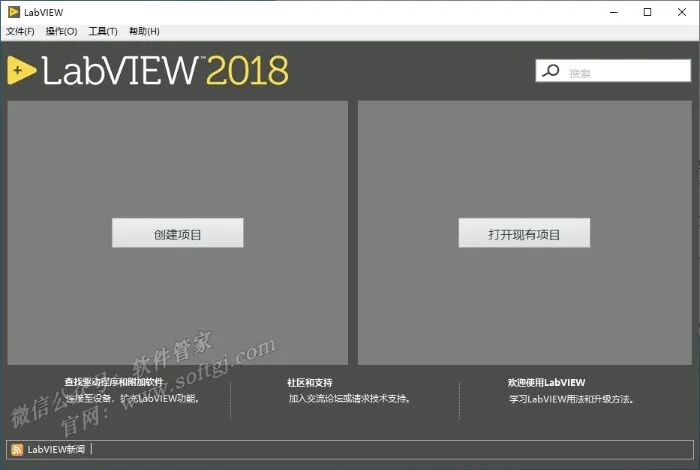 LabVIEW
文件(F) 操作(O) 工具(T) 帮助(H)
LabVIEW™ 2018
搜索
创建项目
打开现有项目
微信公众号：软件管家
官网：www.softgj.com
查找驱动程序和附加软件
连接至设备，扩充LabVIEW功能。
社区和支持
加入交流论坛或请求技术支持。
欢迎使用LabVIEW
学习LabVIEW用法和升级方法。
LabVIEW新闻